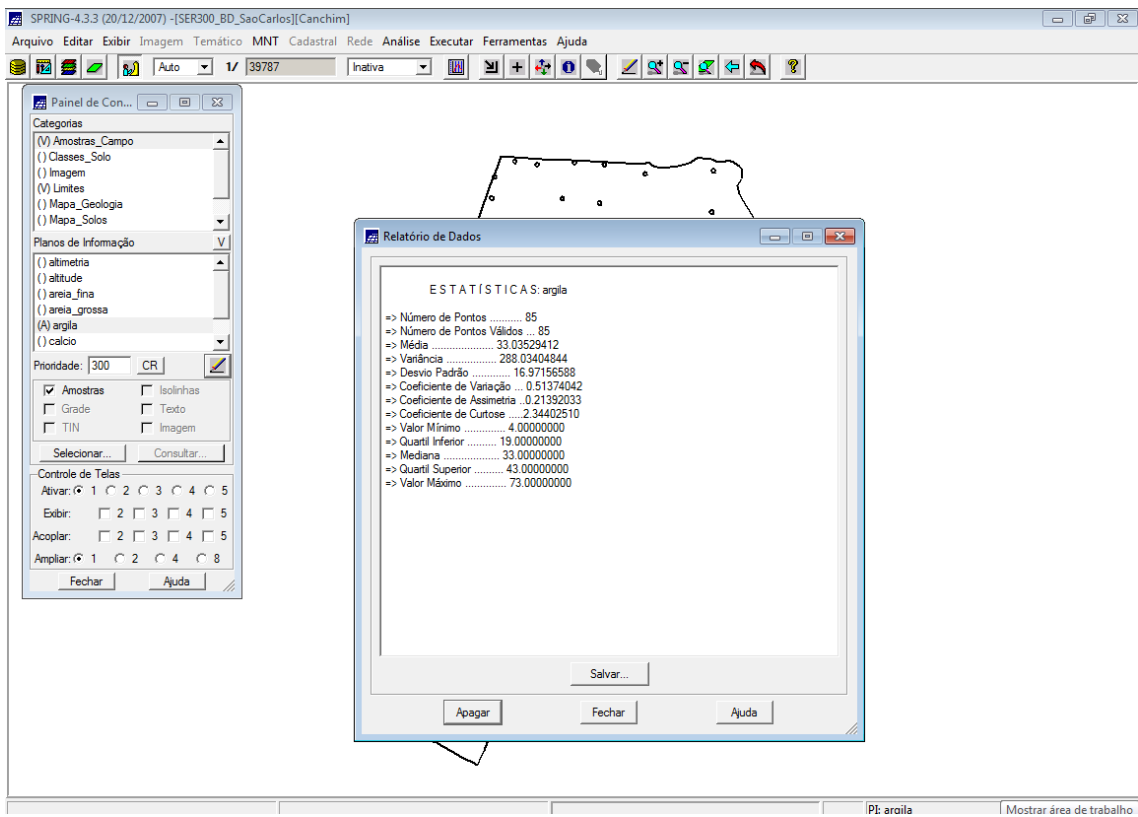 SPRING-4.3.3 (20/12/2007) -[SER300_BD_SaoCarlos][Canchim]
Arquivo Editar Exibir Imagem Temático MNT Cadastral Rede Análise Executar Ferramentas Ajuda
Auto 1/ 39787 Inativa
Painel de Con...
Categorias
(V) Amostras_Campo
( ) Classes_Solo
( ) Imagem
(V) Limites
( ) Mapa_Geologia
( ) Mapa_Solos
Planos de Informação V
( ) altimetria
( ) altitude
( ) areia_fina
( ) areia_grossa
(A) argila
( ) calcio
Prioridade: 300 CR
Amostras Isolinhas
Grade Texto
TIN Imagem
Selecionar... Consultar...
Controle de Telas
Ativar: 1 2 3 4 5
Exibir: 2 3 4 5
Acoplar: 2 3 4 5
Ampliar: 1 2 4 8
Fechar Ajuda
Relatório de Dados
E S T A T Í S T I C A S: argila
=> Número de Pontos .......... 85
=> Número de Pontos Válidos ... 85
=> Média .................... 33.03529412
=> Variância ................. 288.03404844
=> Desvio Padrão ............. 16.97156588
=> Coeficiente de Variação ... 0.51374042
=> Coeficiente de Assimetria ..0.21392033
=> Coeficiente de Curtose .....2.34402510
=> Valor Mínimo .............. 4.00000000
=> Quartil Inferior .......... 19.00000000
=> Mediana ................... 33.00000000
=> Quartil Superior .......... 43.00000000
=> Valor Máximo .............. 73.00000000
Salvar...
Apagar Fechar Ajuda
PI: argila Mostrar área de trabalho